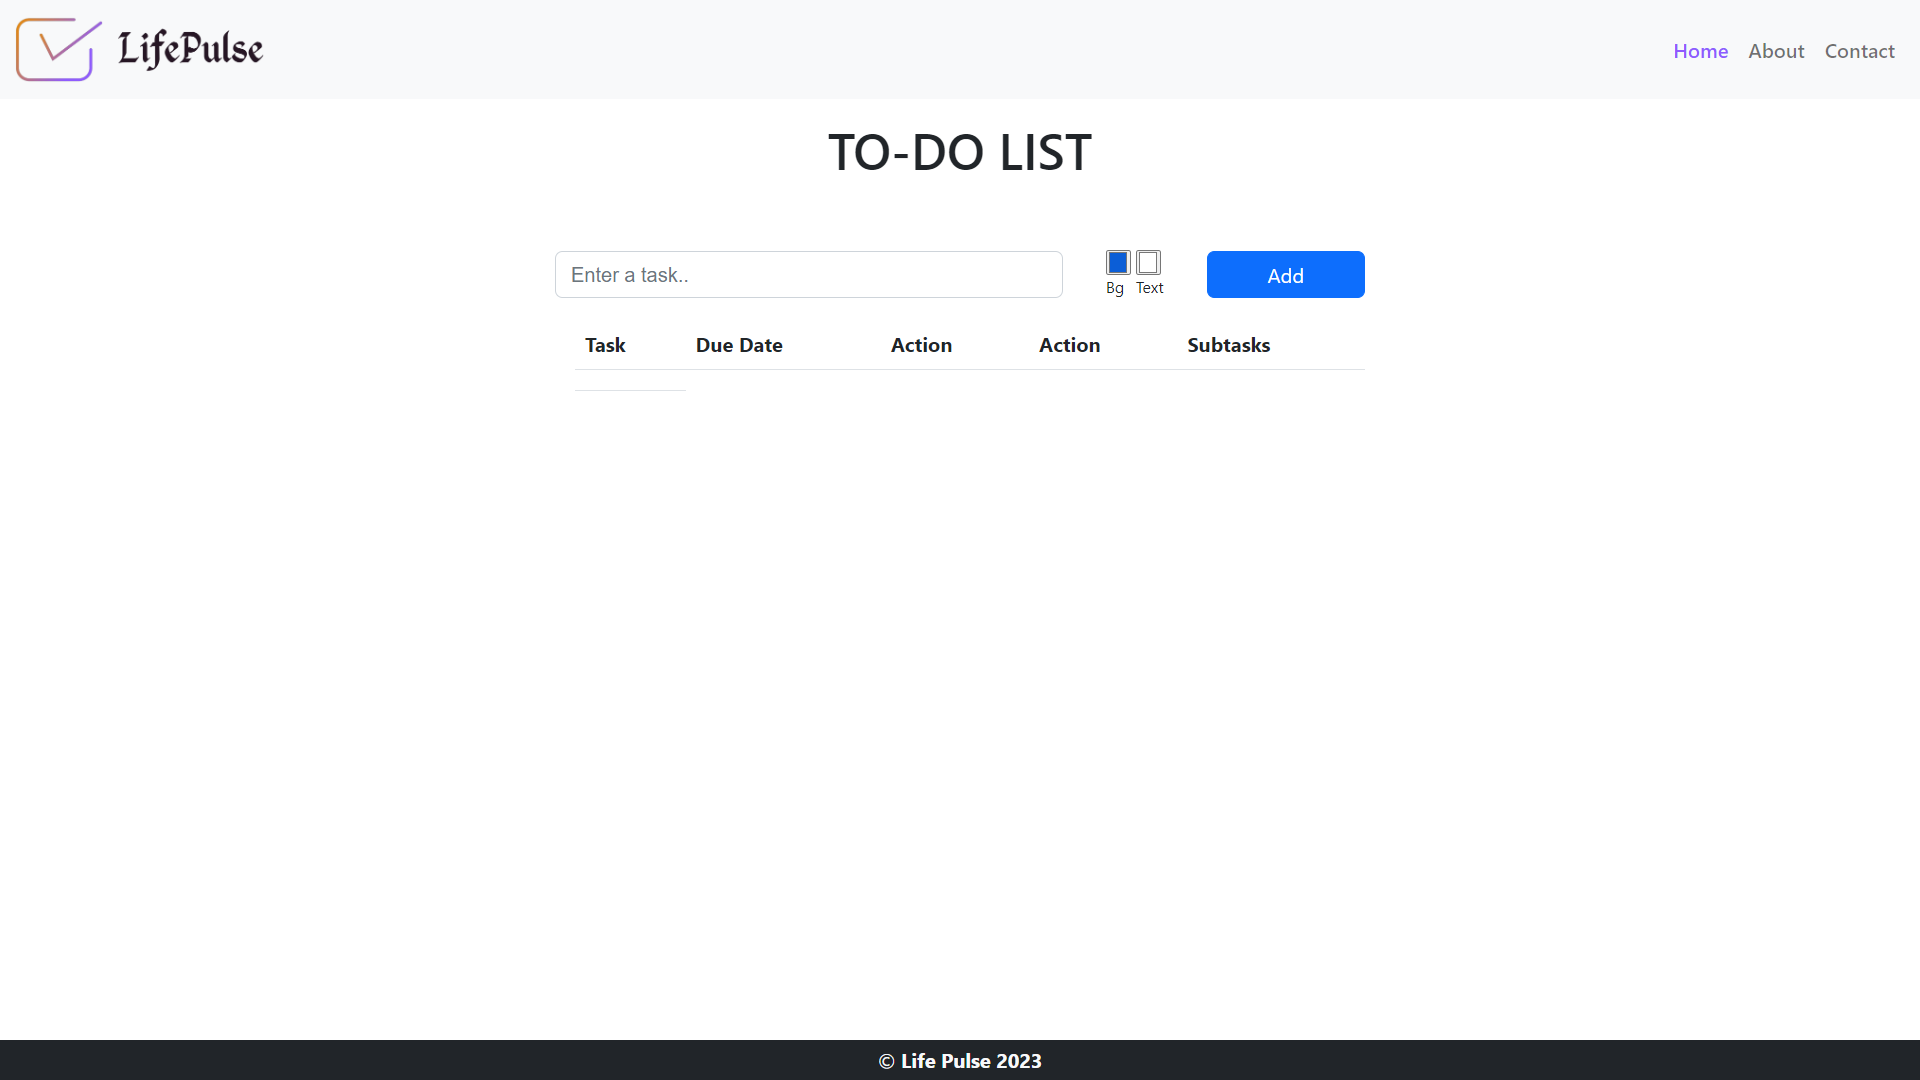 LifePulse
Home About Contact
TO-DO LIST
Enter a task..
Bg Text
Add
Task Due Date Action Action Subtasks
© Life Pulse 2023